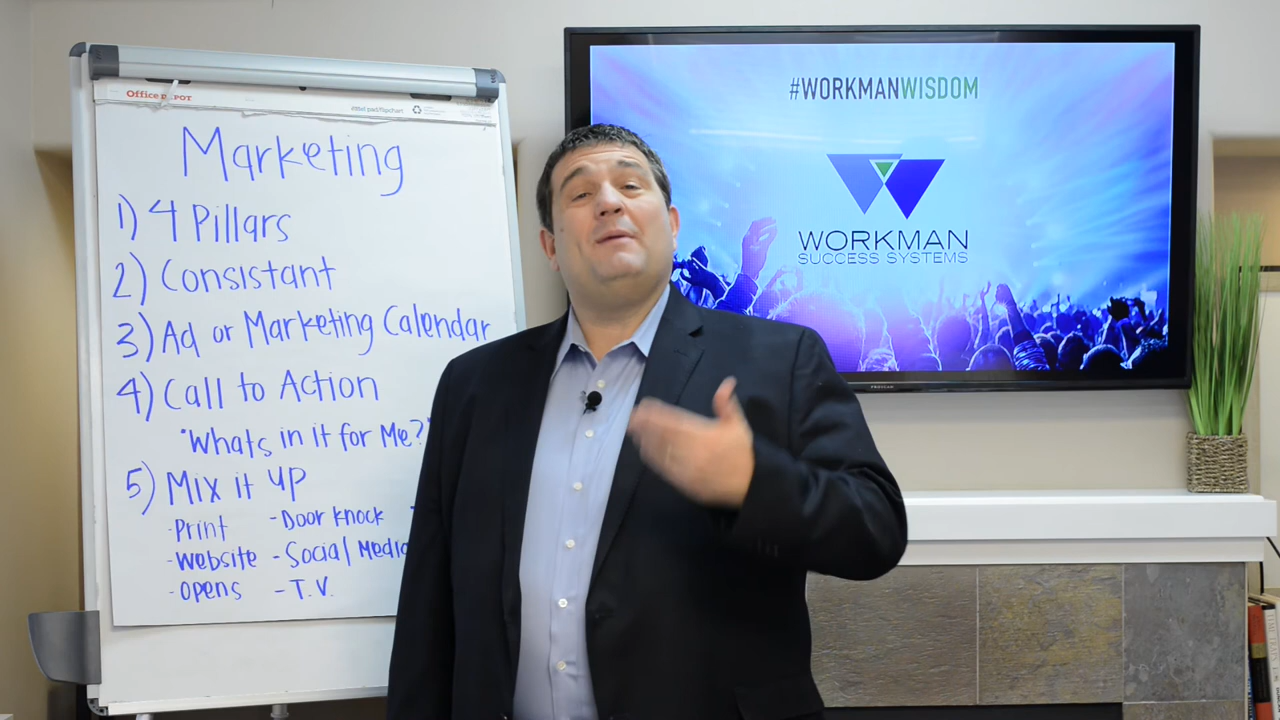 Office DEPOT
Marketing
1) 4 Pillars
2) Consistant
3) Ad or Marketing Calendar
4) Call to Action
"Whats in it for Me?"
5) Mix it up
-Print -Door knock
-Website -Social Media
-Opens -T.V.
#WORKMANWISDOM
WORKMAN
SUCCESS SYSTEMS